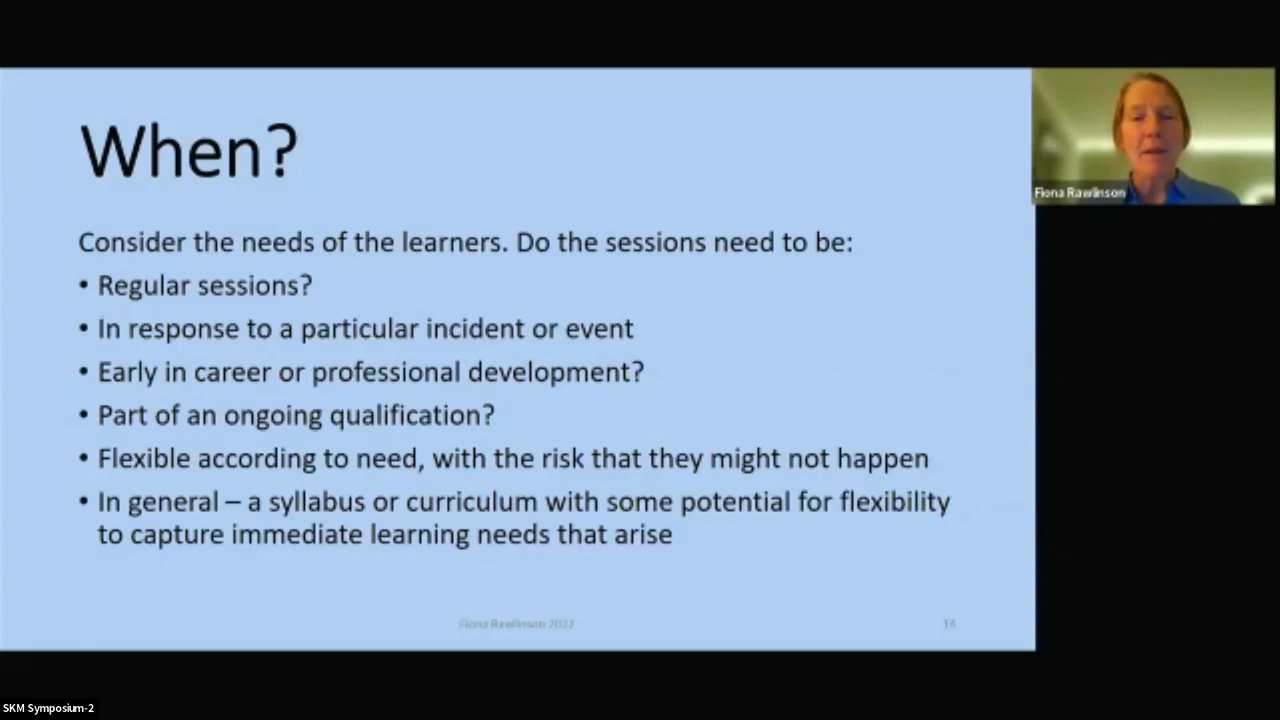 When?
Fiona Rawlinson
Consider the needs of the learners. Do the sessions need to be:
• Regular sessions?
• In response to a particular incident or event
• Early in career or professional development?
• Part of an ongoing qualification?
• Flexible according to need, with the risk that they might not happen
• In general – a syllabus or curriculum with some potential for flexibility
to capture immediate learning needs that arise
Fiona Rawlinson 2022
14
SKM Symposium-2